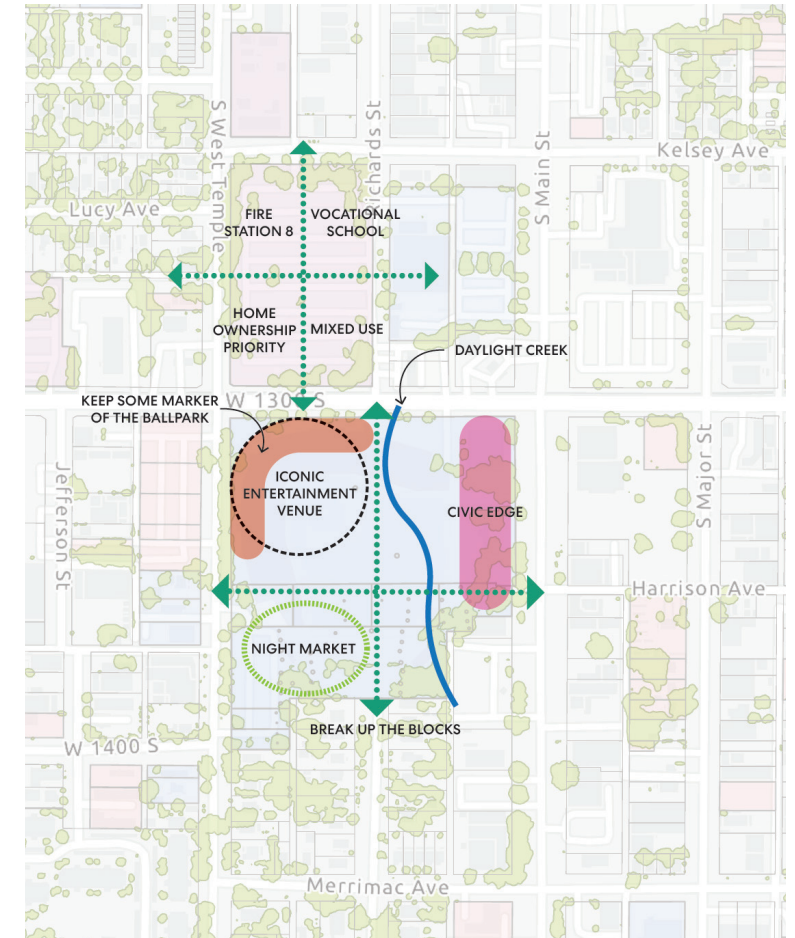 S West Temple
Richards St
S Main St
Kelsey Ave
Lucy Ave
FIRE
STATION 8
VOCATIONAL
SCHOOL
HOME
OWNERSHIP
PRIORITY
MIXED USE
DAYLIGHT CREEK
KEEP SOME MARKER
OF THE BALLPARK
W 1300 S
ICONIC
ENTERTAINMENT
VENUE
CIVIC EDGE
Jefferson St
S Major St
Harrison Ave
NIGHT MARKET
BREAK UP THE BLOCKS
W 1400 S
Merrimac Ave